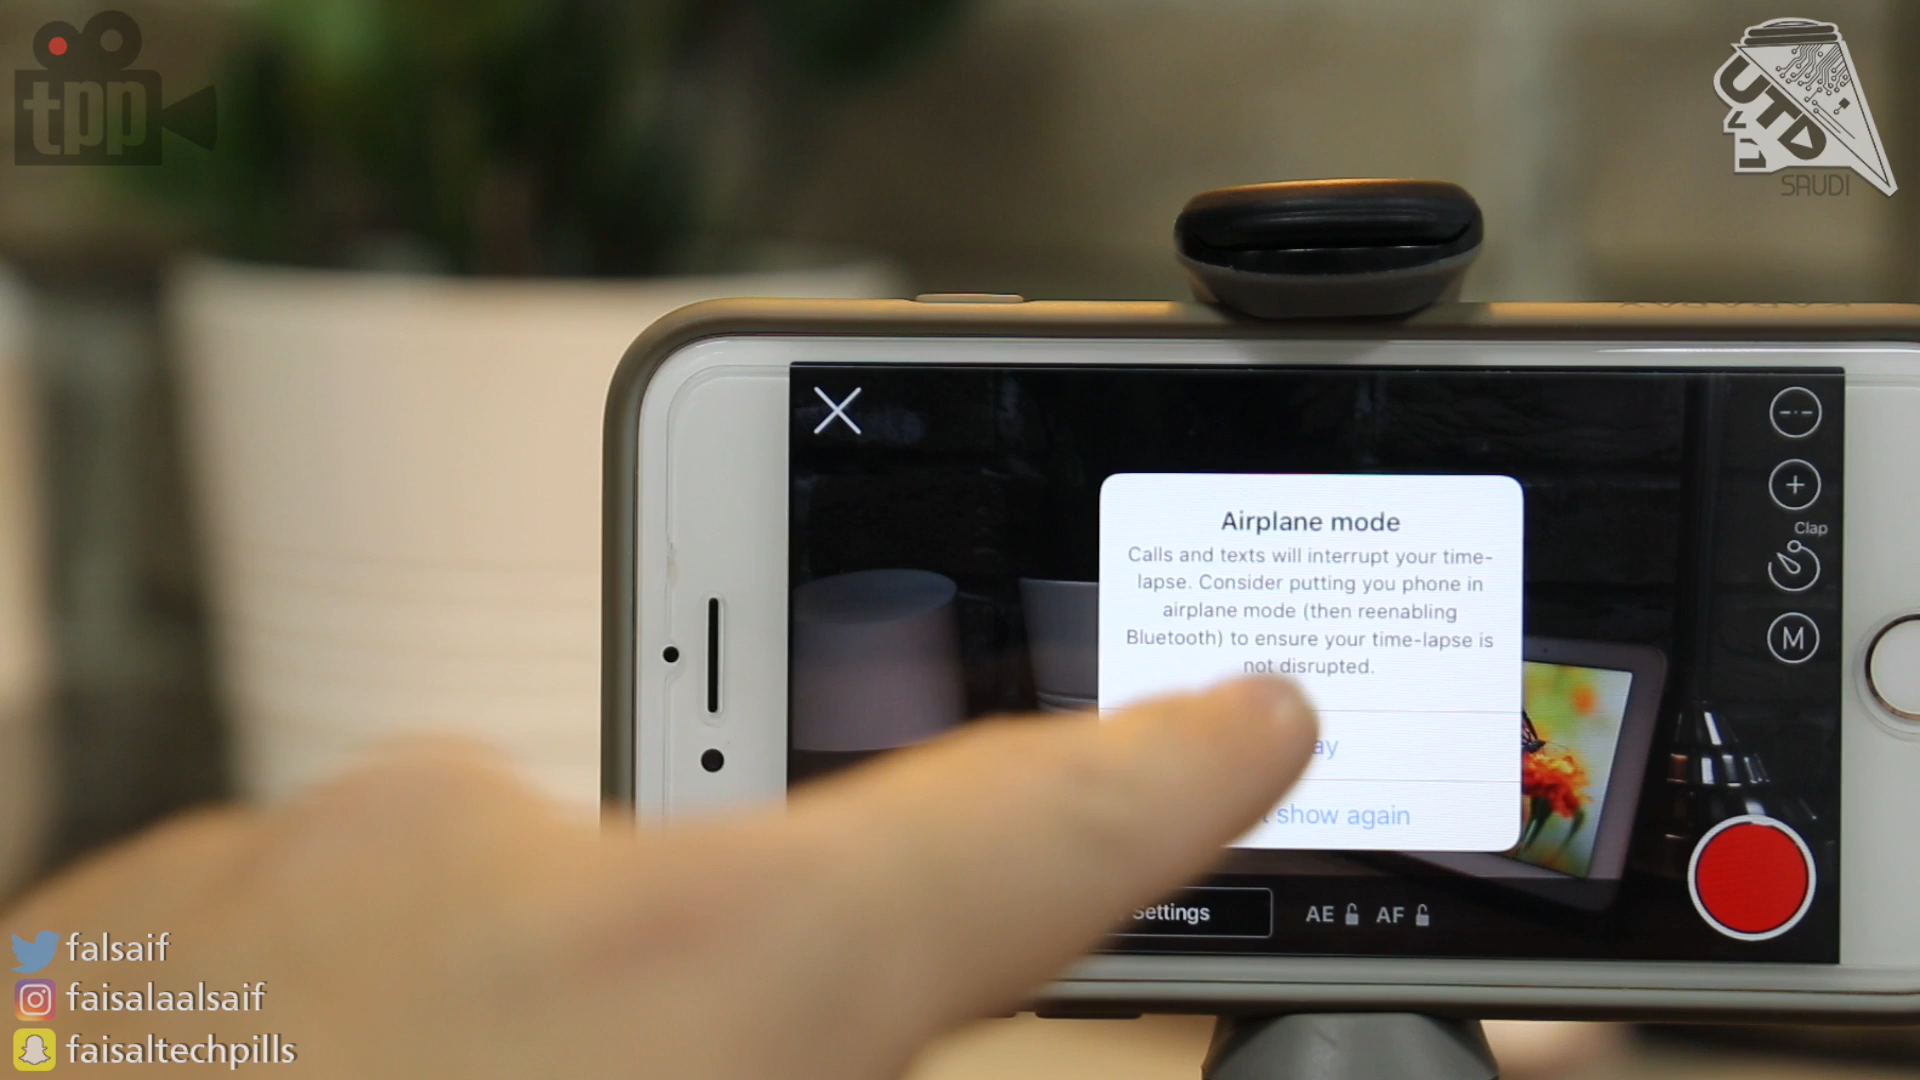 tpp
UTD
SAUDI
Clap
M
Airplane mode
Calls and texts will interrupt your time-
lapse. Consider putting you phone in
airplane mode (then reenabling
Bluetooth) to ensure your time-lapse is
not disrupted.
show again
Settings
AE AF
falsaif
faisalaalsaif
faisaltechpills